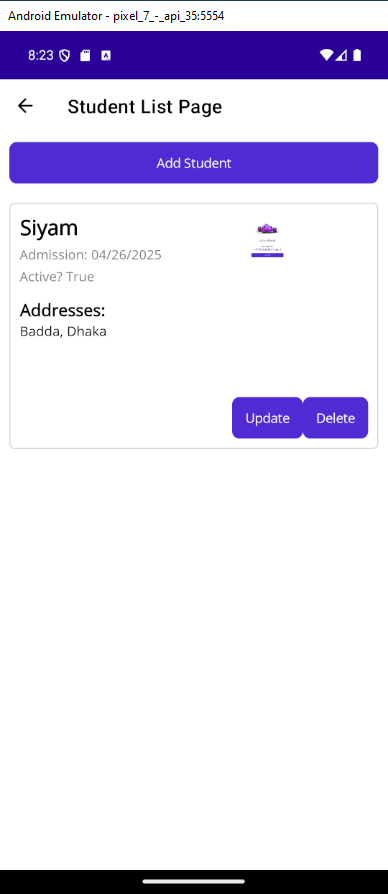 Android Emulator - pixel_7_-_api_35:5554
8:23
Student List Page
Add Student
Siyam
Admission: 04/26/2025
Active? True
Addresses:
Badda, Dhaka
Update Delete